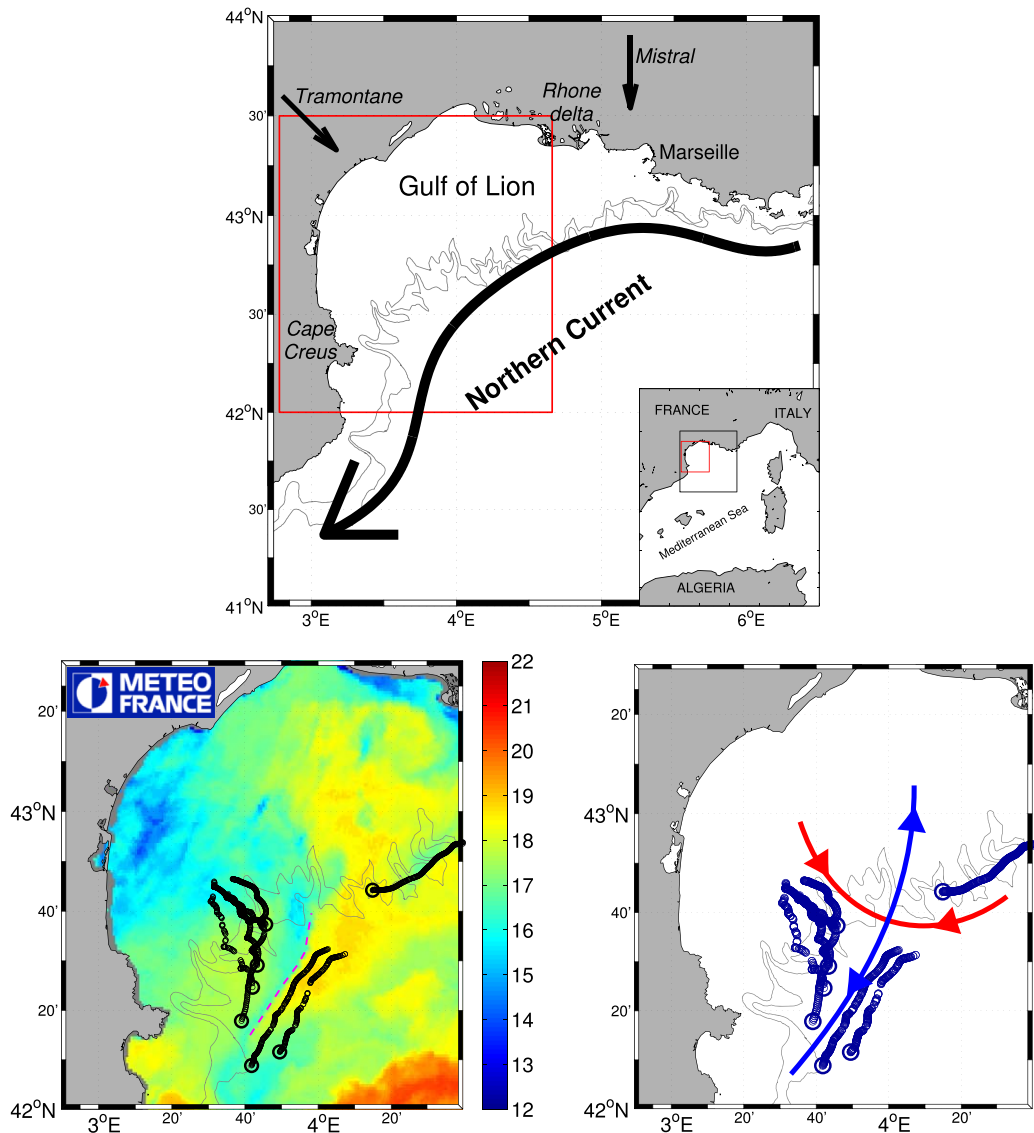 44°N
Tramontane
Mistral
Rhone
delta
30'
Marseille
Gulf of Lion
43°N
30'
Cape
Creus
Northern Current
42°N
FRANCE
ITALY
30'
Mediterranean Sea
ALGERIA
41°N
3°E
4°E
5°E
6°E
METEO
FRANCE
20'
43°N
40'
20'
42°N
3°E
20'
40'
4°E
20'
22
21
20
19
18
17
16
15
14
13
12
20'
43°N
40'
20'
42°N
3°E
20'
40'
4°E
20'